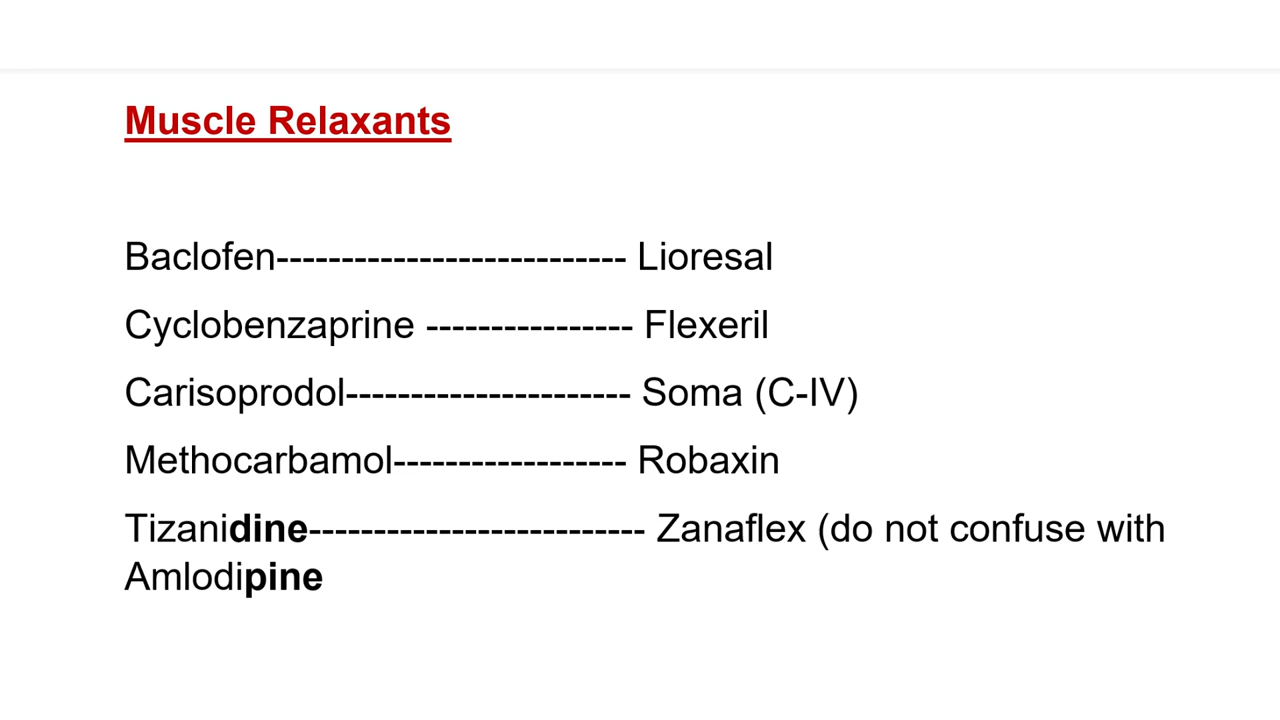 Muscle Relaxants
Baclofen--------------------------- Lioresal
Cyclobenzaprine ---------------- Flexeril
Carisoprodol---------------------- Soma (C-IV)
Methocarbamol------------------ Robaxin
Tizanidine-------------------------- Zanaflex (do not confuse with
Amlodipine